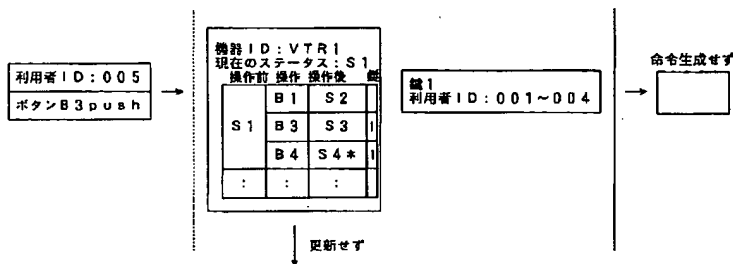 利用者ID:005
ボタンB3push
機器ID:VTR1
現在のステータス:S1
操作前 操作 操作後 鍵
S1
B1 S2
B3 S3 1
B4 S4* 1
: : :
更新せず
鍵1
利用者ID:001~004
命令生成せず